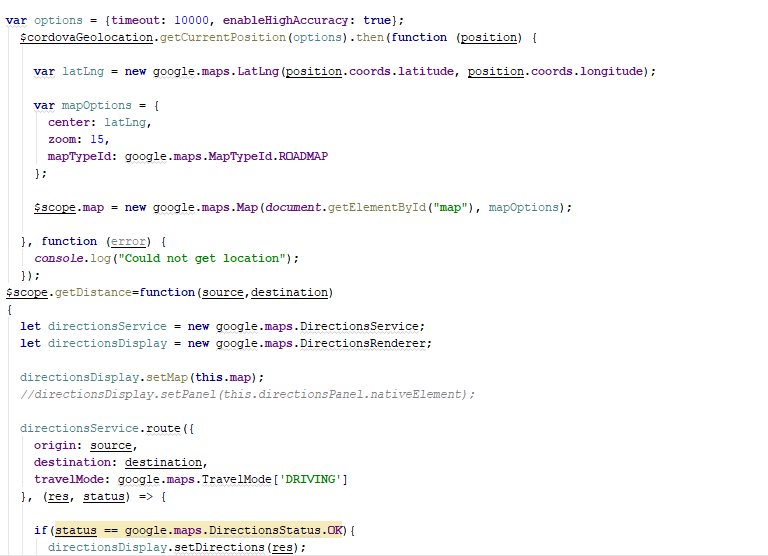 var options = {timeout: 10000, enableHighAccuracy: true};
$cordovaGeolocation.getCurrentPosition(options).then(function (position) {
var latLng = new google.maps.LatLng(position.coords.latitude, position.coords.longitude);
var mapOptions = {
center: latLng,
zoom: 15,
mapTypeId: google.maps.MapTypeId.ROADMAP
};
$scope.map = new google.maps.Map(document.getElementById("map"), mapOptions);
}, function (error) {
console.log("Could not get location");
});
$scope.getDistance=function(source,destination)
{
let directionsService = new google.maps.DirectionsService;
let directionsDisplay = new google.maps.DirectionsRenderer;
directionsDisplay.setMap(this.map);
//directionsDisplay.setPanel(this.directionsPanel.nativeElement);
directionsService.route({
origin: source,
destination: destination,
travelMode: google.maps.TravelMode['DRIVING']
}, (res, status) => {
if(status == google.maps.DirectionsStatus.OK){
directionsDisplay.setDirections(res);